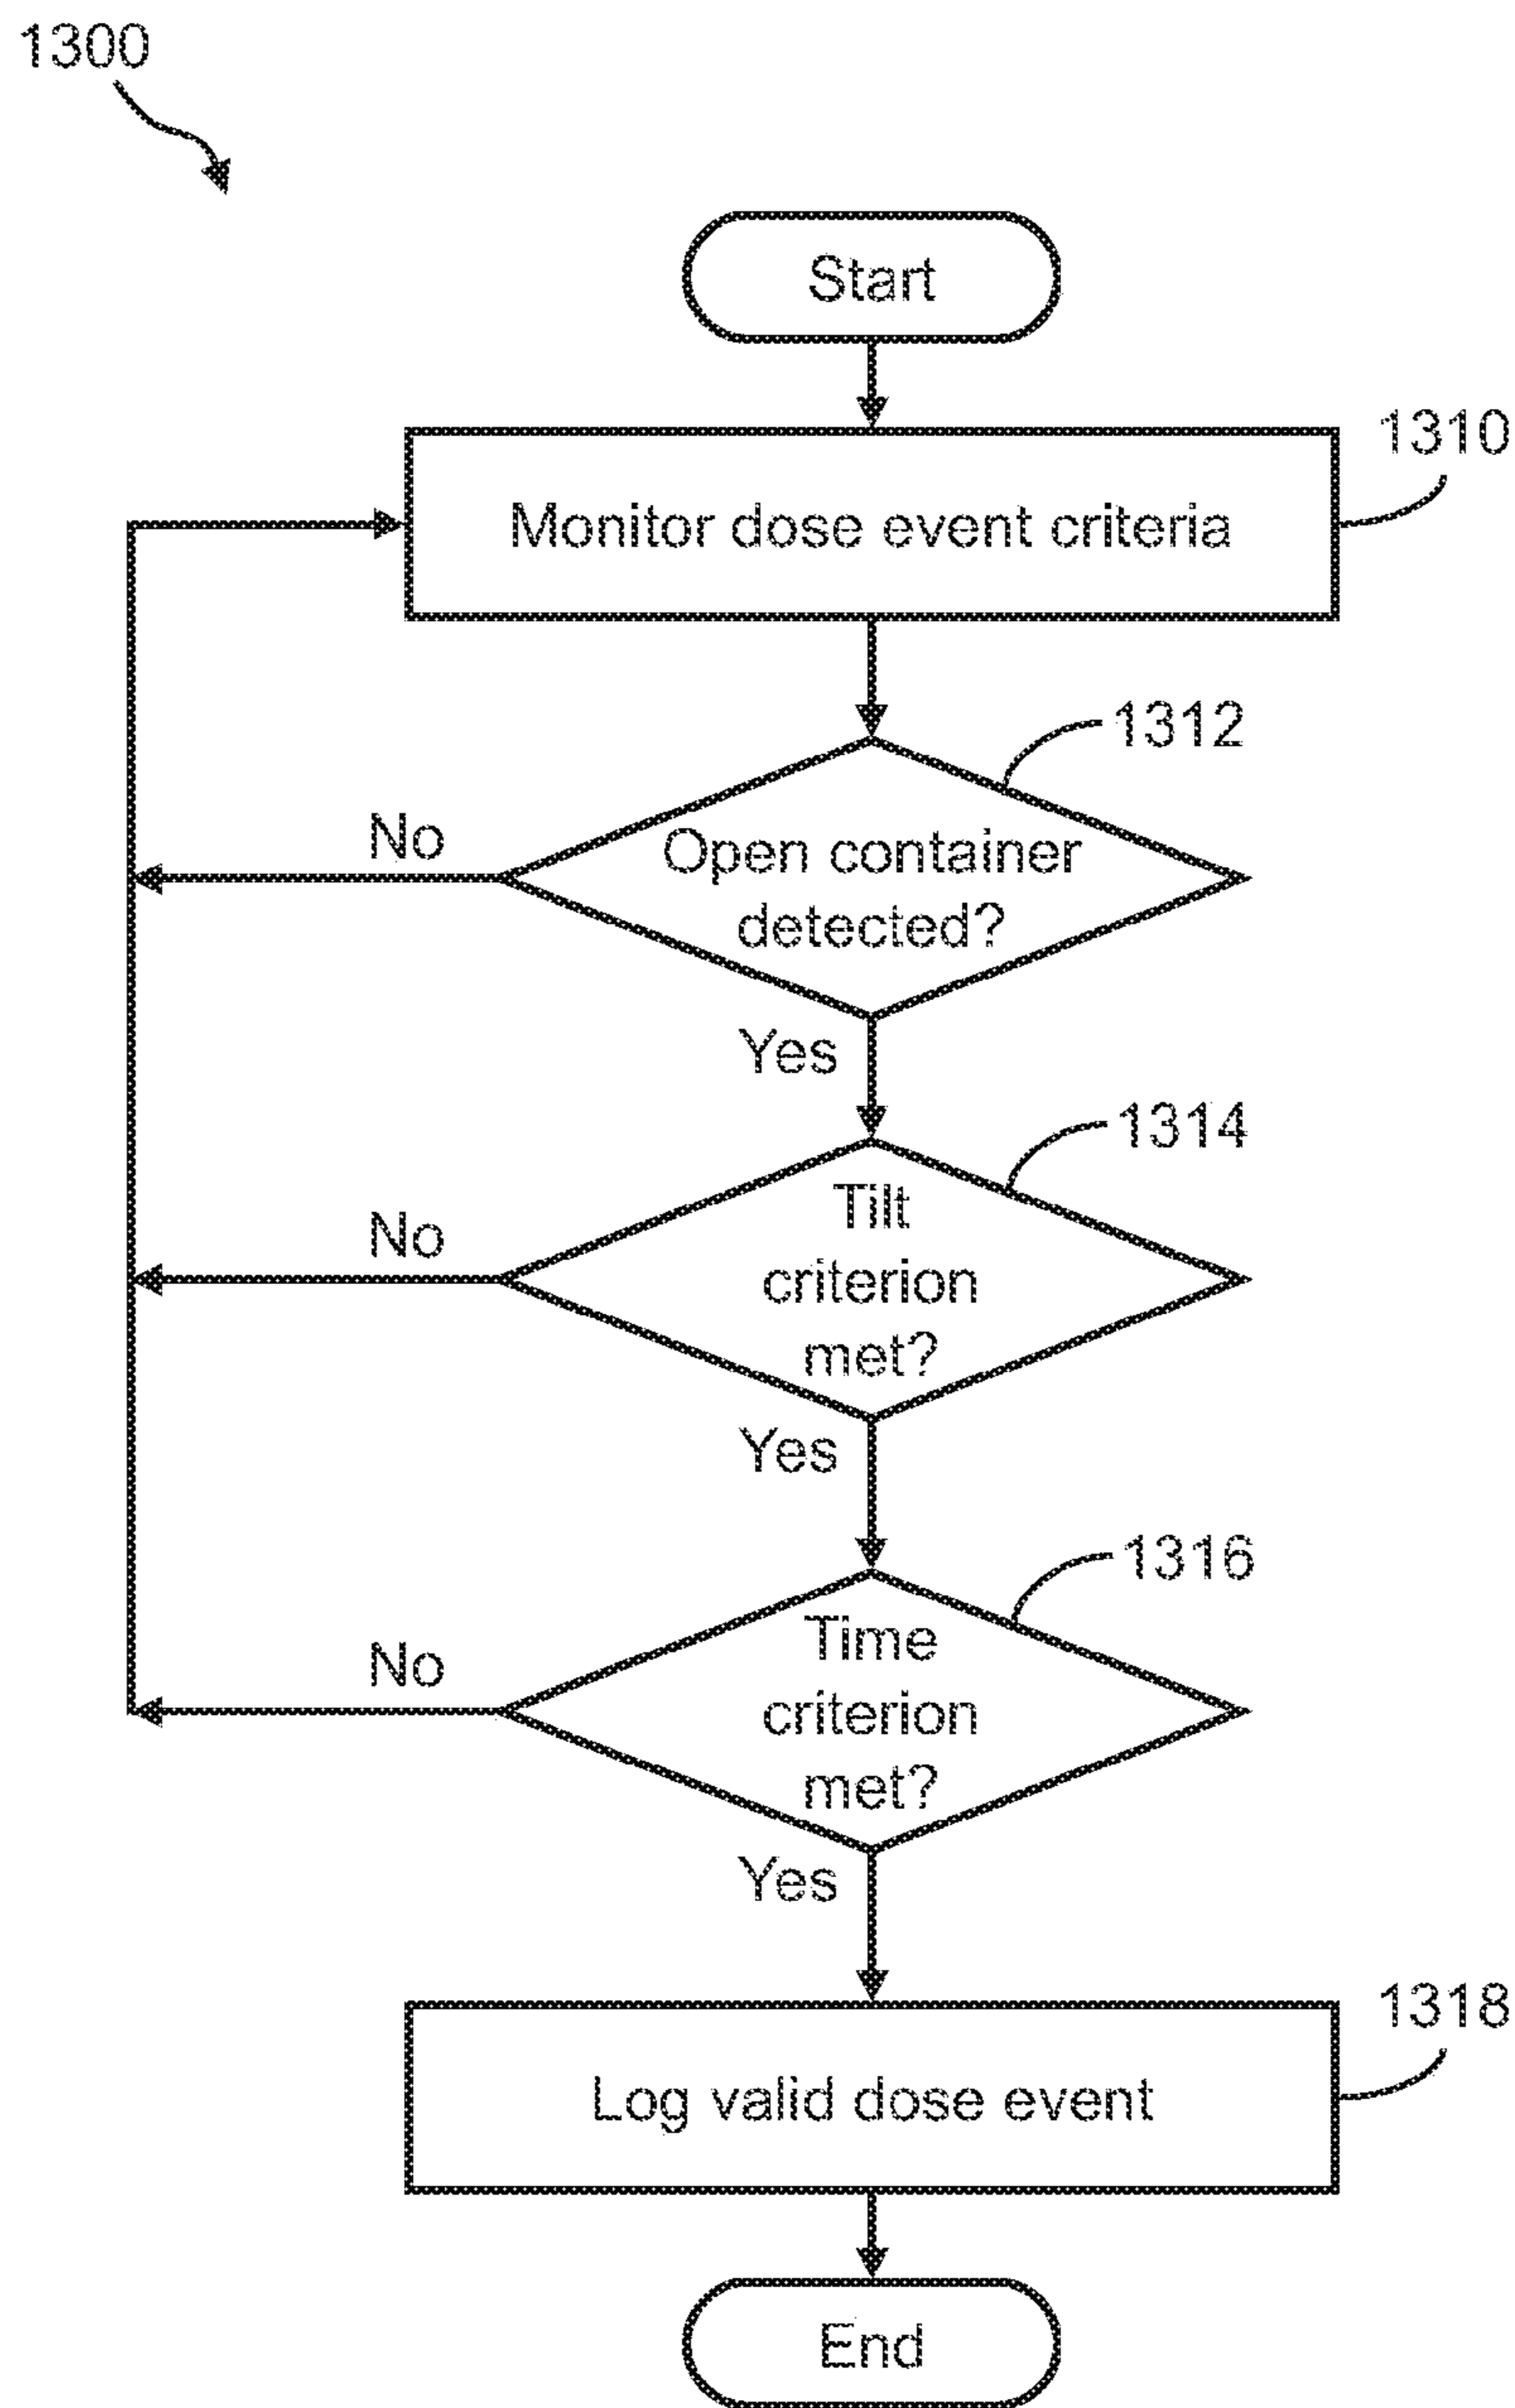 1300
Start
1310
Monitor dose event criteria
1312
No
Open container
detected?
Yes
1314
No
Tilt
criterion
met?
Yes
1316
No
Time
criterion
met?
Yes
1318
Log valid dose event
End